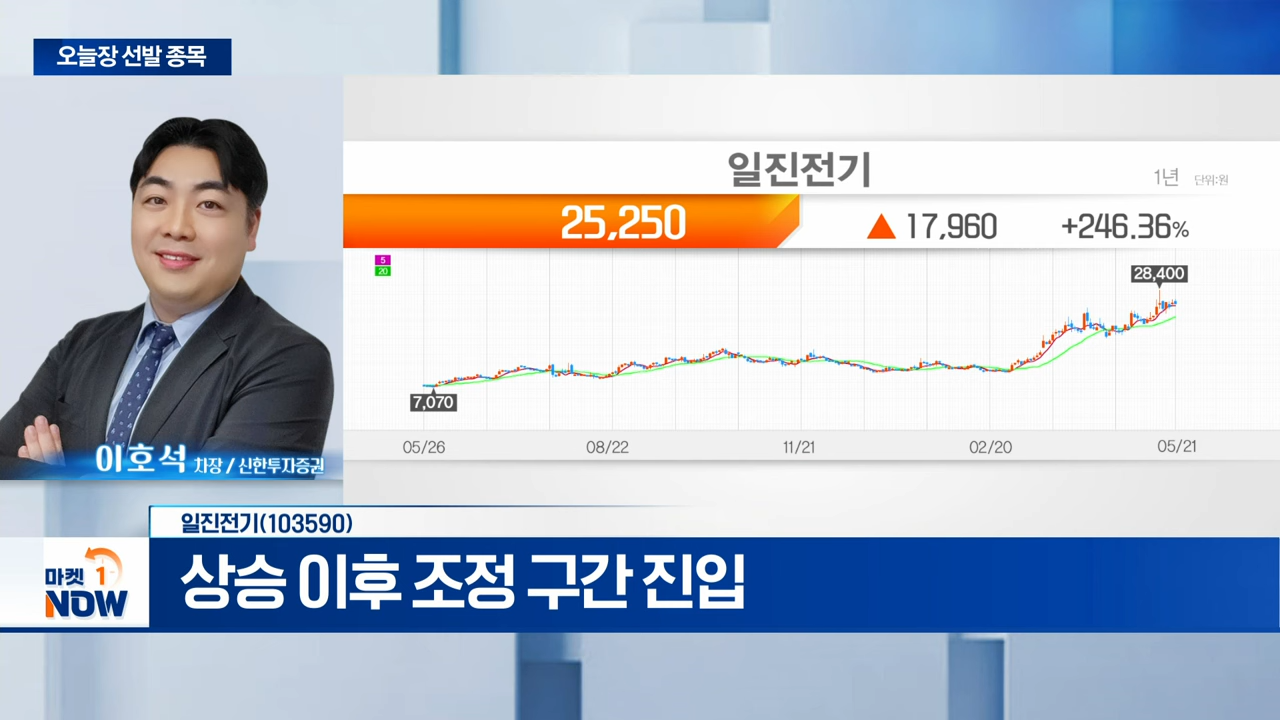 오늘장 선발 종목
일진전기
1년 단위:원
25,250 ▲ 17,960 +246.36%
5
20
28,400
7,070
05/26 08/22 11/21 02/20 05/21
이호석 차장 / 신한투자증권
일진전기(103590)
마켓 1
NOW
상승 이후 조정 구간 진입